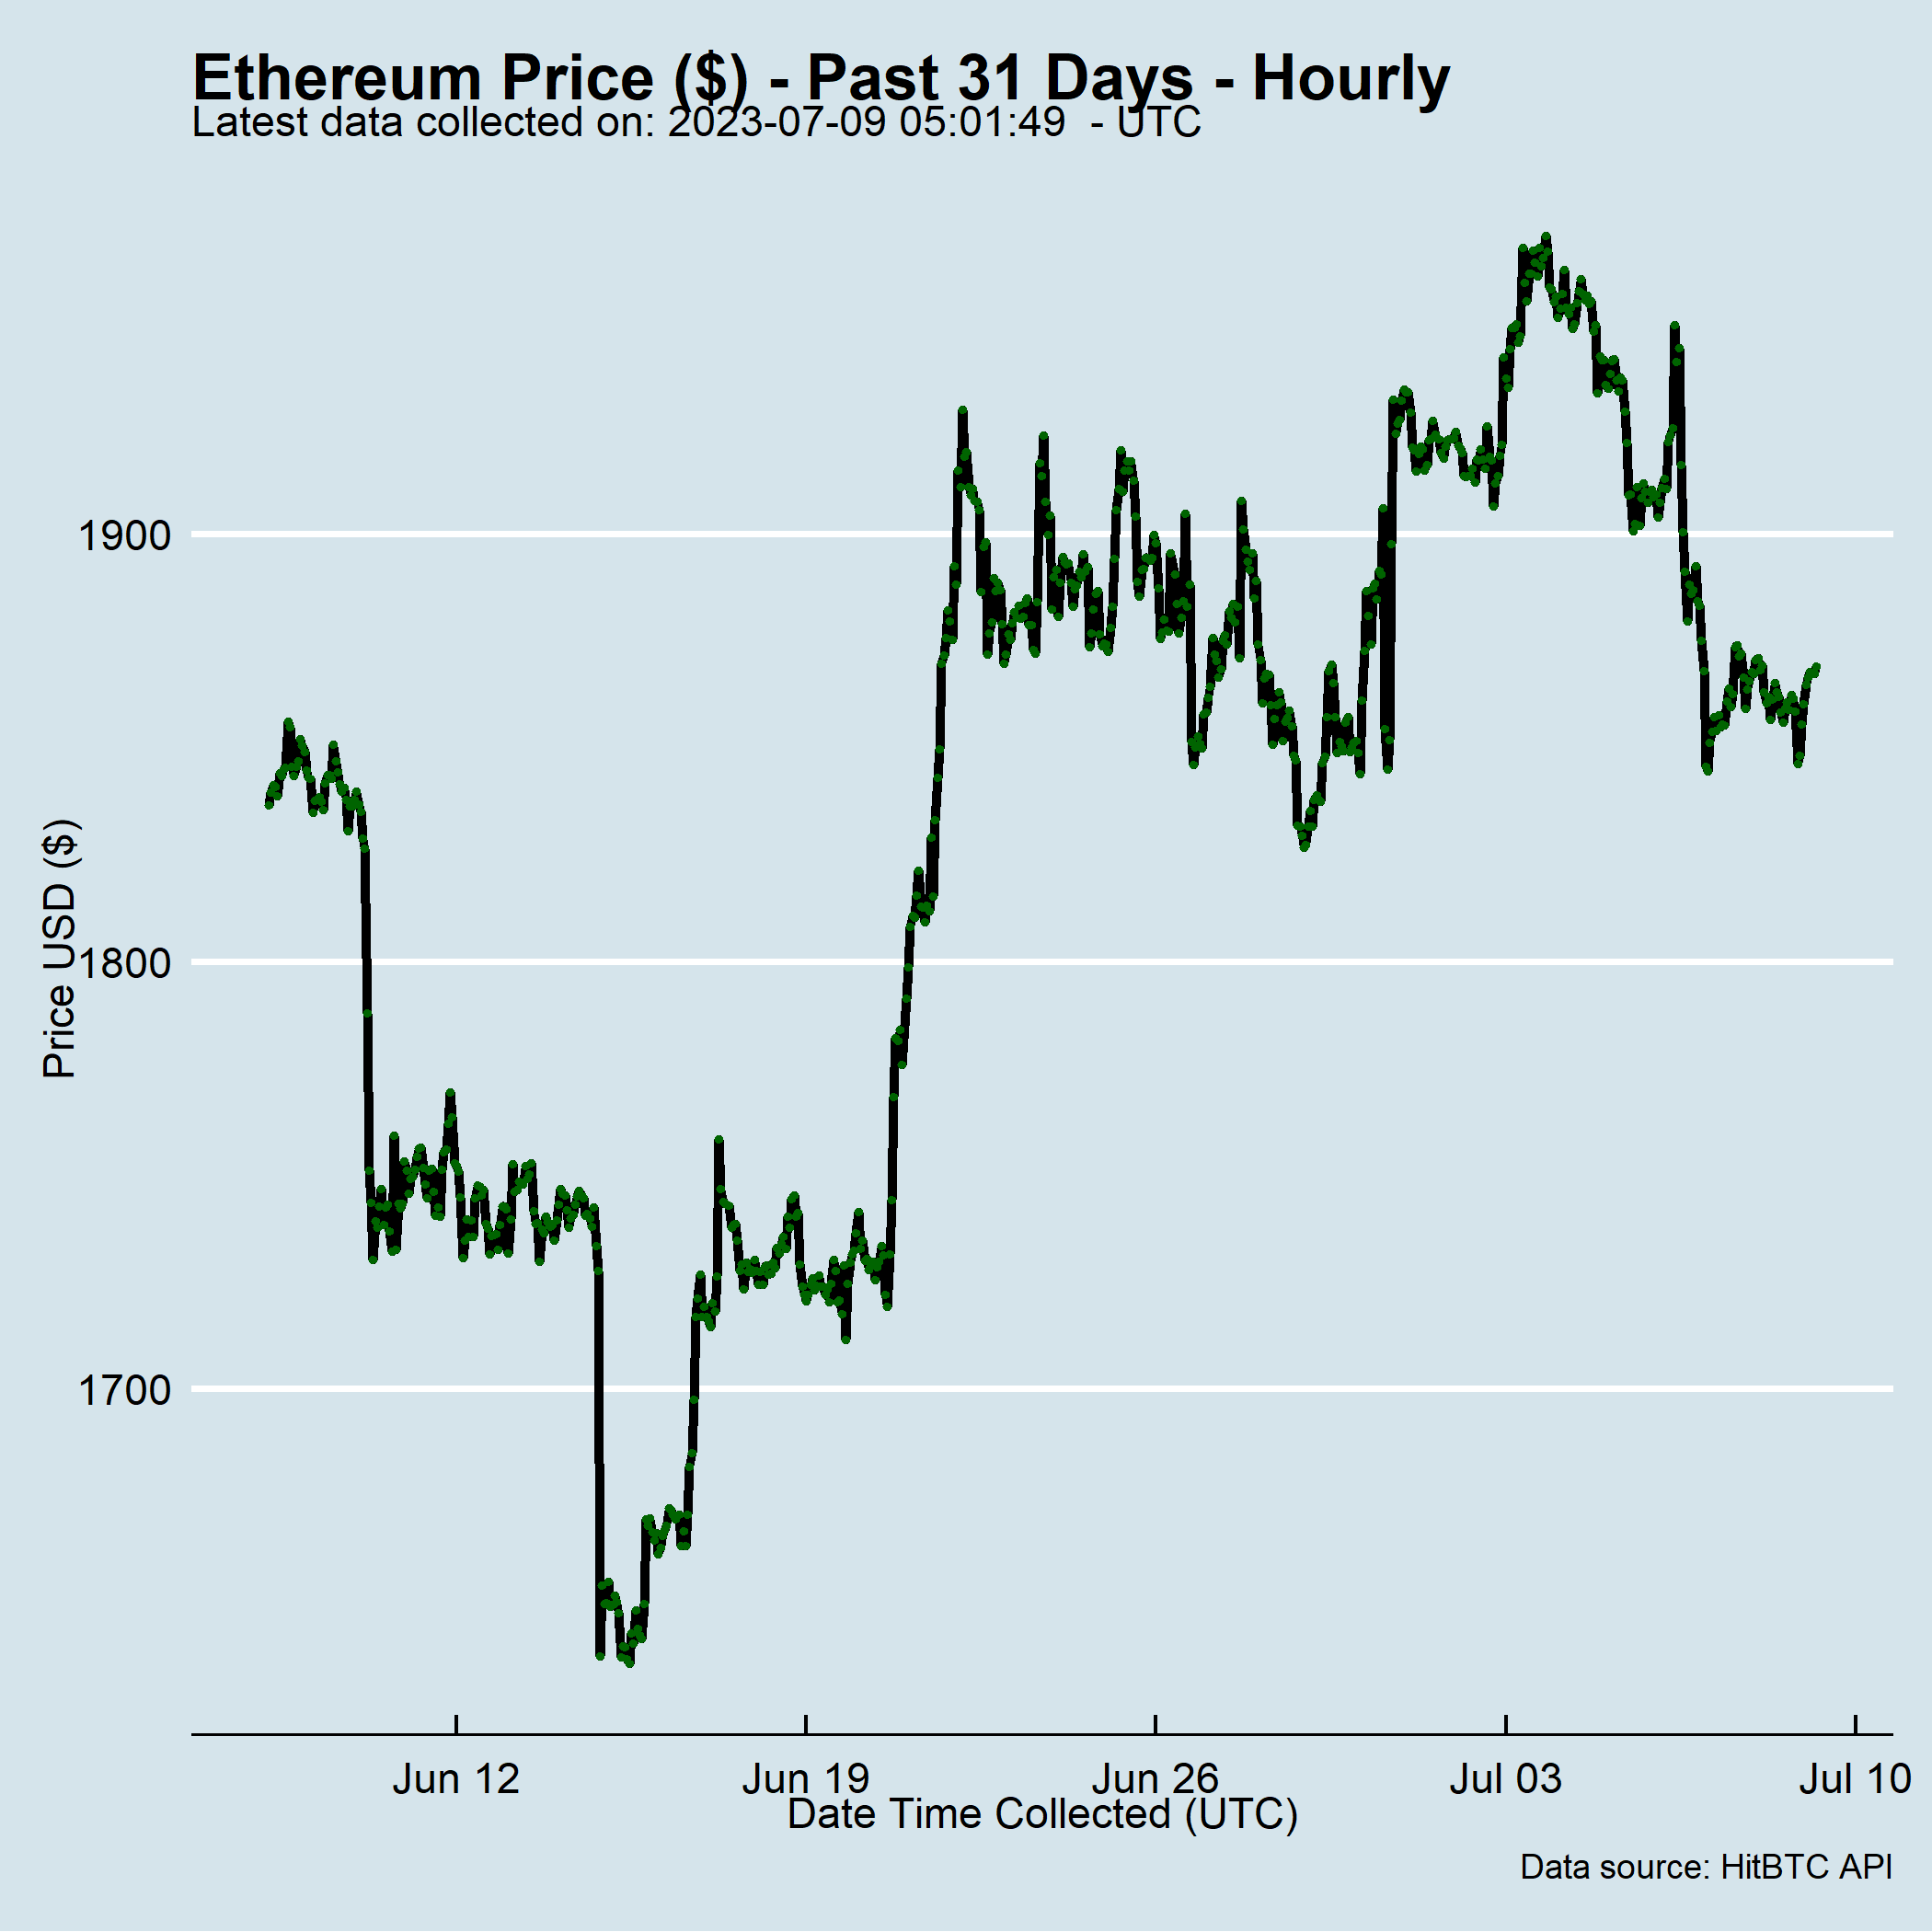 Ethereum Price ($) - Past 31 Days - Hourly
Latest data collected on: 2023-07-09 05:01:49  - UTC
1900
1800
1700
Price USD ($)
Jun 12
Jun 19
Jun 26
Jul 03
Jul 10
Date Time Collected (UTC)
Data source: HitBTC API